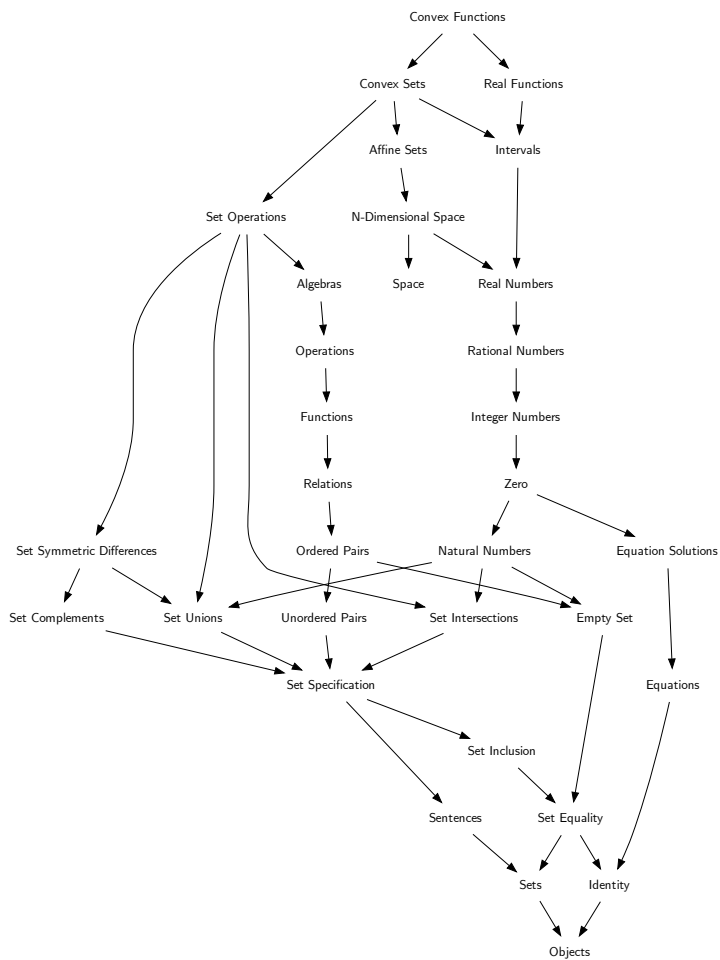 Convex Functions
Convex Sets
Real Functions
Affine Sets
Intervals
Set Operations
N-Dimensional Space
Algebras
Space
Real Numbers
Operations
Rational Numbers
Functions
Integer Numbers
Relations
Zero
Set Symmetric Differences
Ordered Pairs
Natural Numbers
Equation Solutions
Set Complements
Set Unions
Unordered Pairs
Set Intersections
Empty Set
Set Specification
Equations
Set Inclusion
Sentences
Set Equality
Sets
Identity
Objects